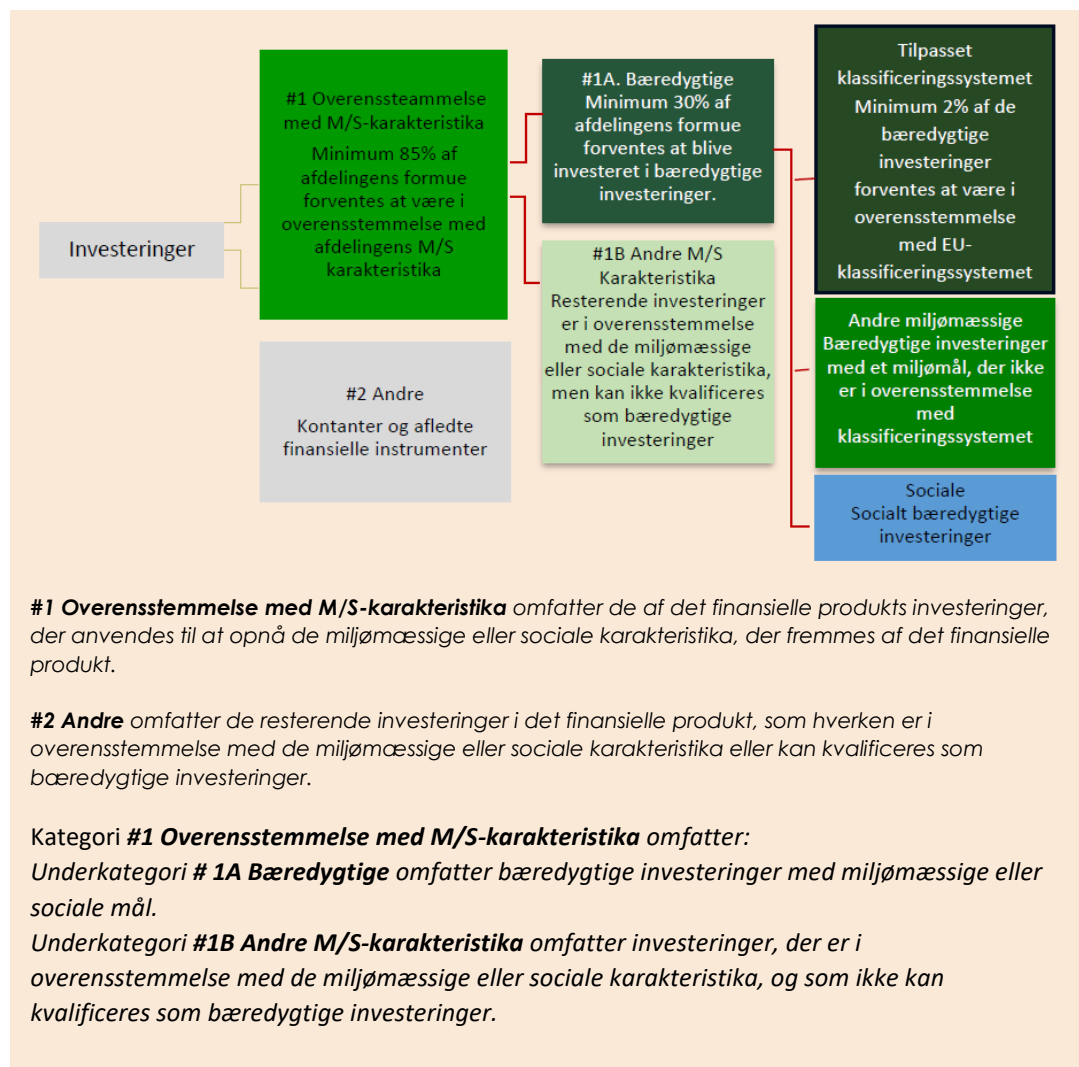 Investeringer
#1 Overenssteammelse
med M/S-karakteristika
Minimum 85% af
afdelingens formue
forventes at være i
overensstemmelse med
afdelingens M/S
karakteristika
#2 Andre
Kontanter og afledte
finansielle instrumenter
#1A. Bæredygtige
Minimum 30% af
afdelingens formue
forventes at blive
investeret i bæredygtige
investeringer.
#1B Andre M/S
Karakteristika
Resterende investeringer
er i overensstemmelse
med de miljømæssige
eller sociale karakteristika,
men kan ikke kvalificeres
som bæredygtige
investeringer
Tilpasset
klassificeringssystemet
Minimum 2% af de
bæredygtige
investeringer
forventes at være i
overensstemmelse
med EU-
klassificeringssystemet
Andre miljømæssige
Bæredygtige investeringer
med et miljømål, der ikke
er i overensstemmelse
med
klassificeringssystemet
Sociale
Socialt bæredygtige
investeringer
#1 Overensstemmelse med M/S-karakteristika omfatter de af det finansielle produkts investeringer,
der anvendes til at opnå de miljømæssige eller sociale karakteristika, der fremmes af det finansielle
produkt.
#2 Andre omfatter de resterende investeringer i det finansielle produkt, som hverken er i
overensstemmelse med de miljømæssige eller sociale karakteristika eller kan kvalificeres som
bæredygtige investeringer.
Kategori #1 Overensstemmelse med M/S-karakteristika omfatter:
Underkategori # 1A Bæredygtige omfatter bæredygtige investeringer med miljømæssige eller
sociale mål.
Underkategori #1B Andre M/S-karakteristika omfatter investeringer, der er i
overensstemmelse med de miljømæssige eller sociale karakteristika, og som ikke kan
kvalificeres som bæredygtige investeringer.